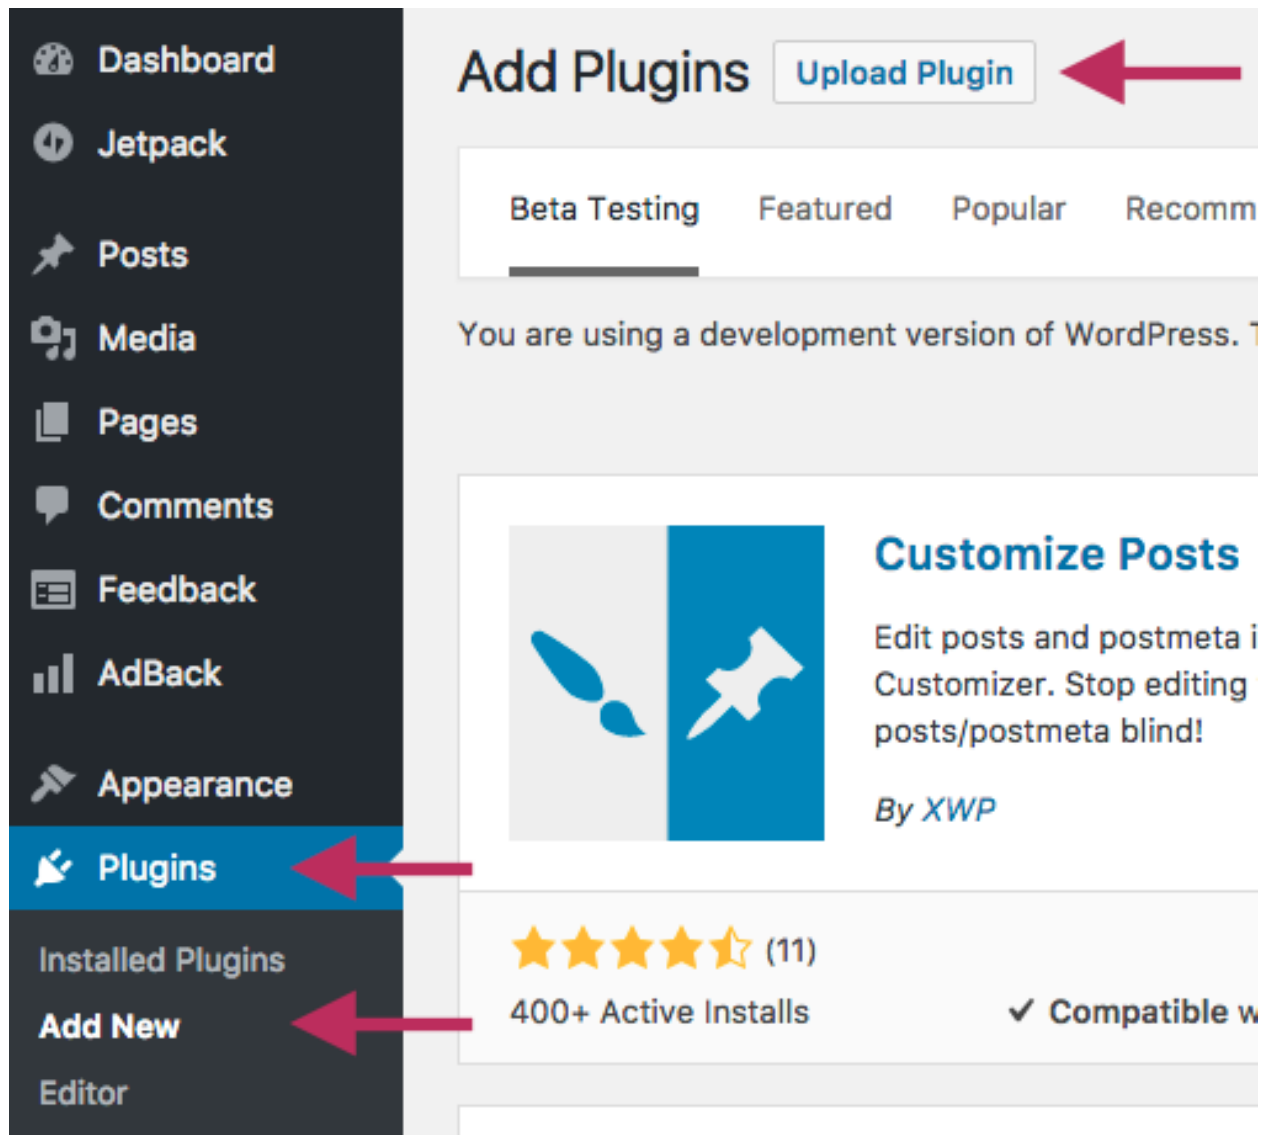 Dashboard
Jetpack
Posts
Media
Pages
Comments
Feedback
AdBack
Appearance
Plugins
Installed Plugins
Add New
Editor
Add Plugins
Upload Plugin
Beta Testing Featured Popular Recomm
You are using a development version of WordPress. T
Customize Posts
Edit posts and postmeta i
Customizer. Stop editing
posts/postmeta blind!
By XWP
(11)
400+ Active Installs
✓ Compatible w